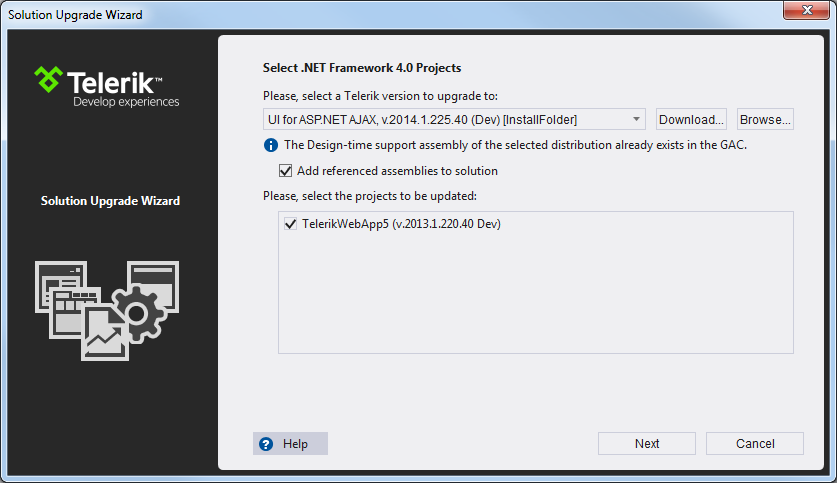 Solution Upgrade Wizard
Telerik™
Develop experiences
Solution Upgrade Wizard
Select .NET Framework 4.0 Projects
Please, select a Telerik version to upgrade to:
UI for ASP.NET AJAX, v.2014.1.225.40 (Dev) [InstallFolder]
Download...
Browse...
The Design-time support assembly of the selected distribution already exists in the GAC.
Add referenced assemblies to solution
Please, select the projects to be updated:
TelerikWebApp5 (v.2013.1.220.40 Dev)
Help
Next
Cancel